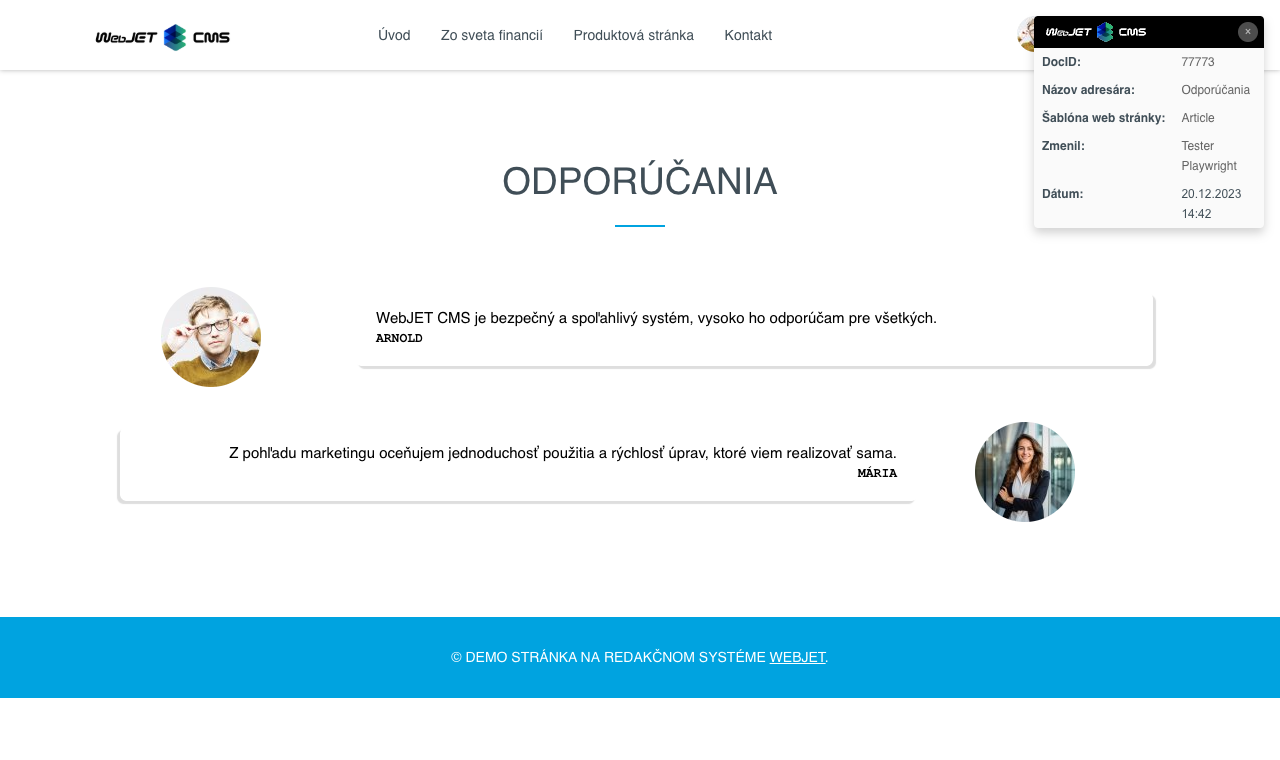 WebJET CMS
Úvod
Zo sveta financií
Produktová stránka
Kontakt
WebJET CMS
×
DocID: 77773
Názov adresára: Odporúčania
Šablóna web stránky: Article
Zmenil: Tester
Playwright
Dátum: 20.12.2023
14:42
ODPORÚČANIA
WebJET CMS je bezpečný a spoľahlivý systém, vysoko ho odporúčam pre všetkých.
ARNOLD
Z pohľadu marketingu oceňujem jednoduchosť použitia a rýchlosť úprav, ktoré viem realizovať sama.
MÁRIA
© DEMO STRÁNKA NA REDAKČNOM SYSTÉME WEBJET.